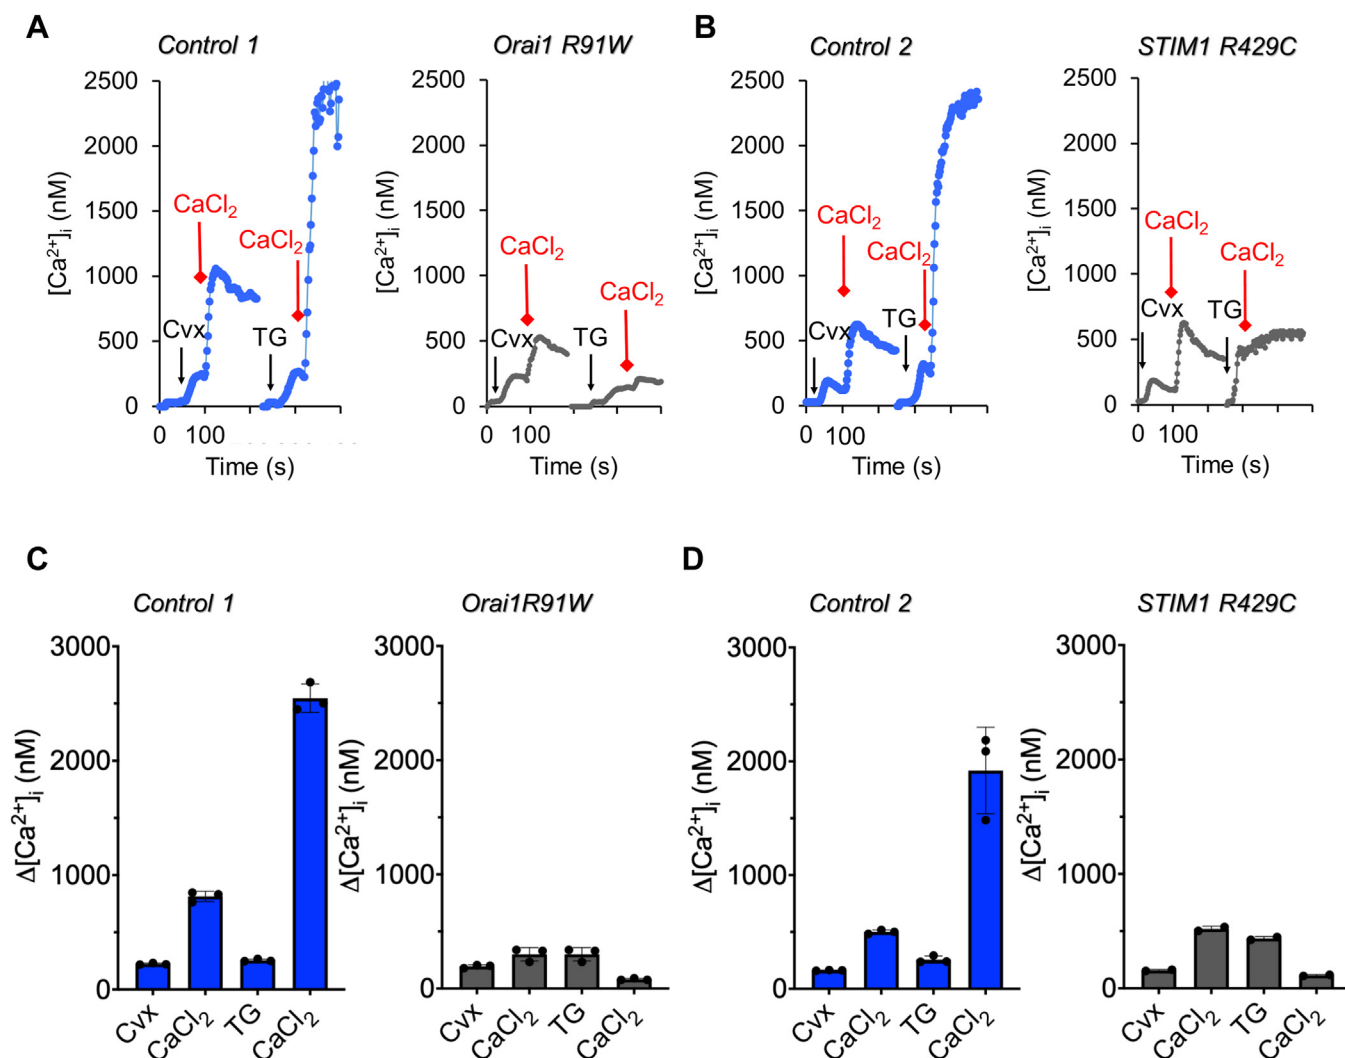 A
Control 1
2500
2000
1500
1000
500
0
[Ca²⁺]ᵢ (nM)
CaCl₂
CaCl₂
Cvx
TG
0 100
Time (s)
Orai1 R91W
2500
2000
1500
1000
500
0
[Ca²⁺]ᵢ (nM)
CaCl₂
CaCl₂
Cvx
TG
0 100
Time (s)
B
Control 2
2500
2000
1500
1000
500
0
[Ca²⁺]ᵢ (nM)
CaCl₂
CaCl₂
Cvx
TG
0 100
Time (s)
STIM1 R429C
2500
2000
1500
1000
500
0
[Ca²⁺]ᵢ (nM)
CaCl₂
CaCl₂
Cvx
TG
0 100
Time (s)
C
Control 1
3000
2000
1000
0
Δ[Ca²⁺]ᵢ (nM)
Cvx
CaCl₂
TG
CaCl₂
Orai1R91W
3000
2000
1000
0
Δ[Ca²⁺]ᵢ (nM)
Cvx
CaCl₂
TG
CaCl₂
D
Control 2
3000
2000
1000
0
Δ[Ca²⁺]ᵢ (nM)
Cvx
CaCl₂
TG
CaCl₂
STIM1 R429C
3000
2000
1000
0
Δ[Ca²⁺]ᵢ (nM)
Cvx
CaCl₂
TG
CaCl₂